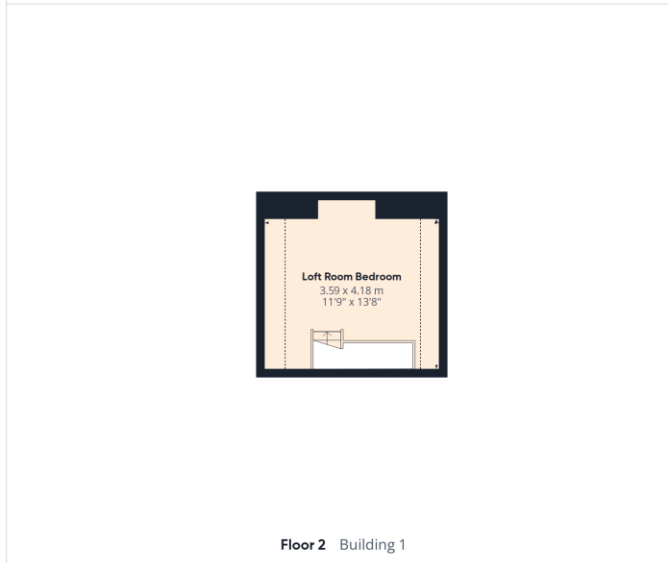 Loft Room Bedroom
3.59 x 4.18 m
11'9" x 13'8"
Floor 2 Building 1